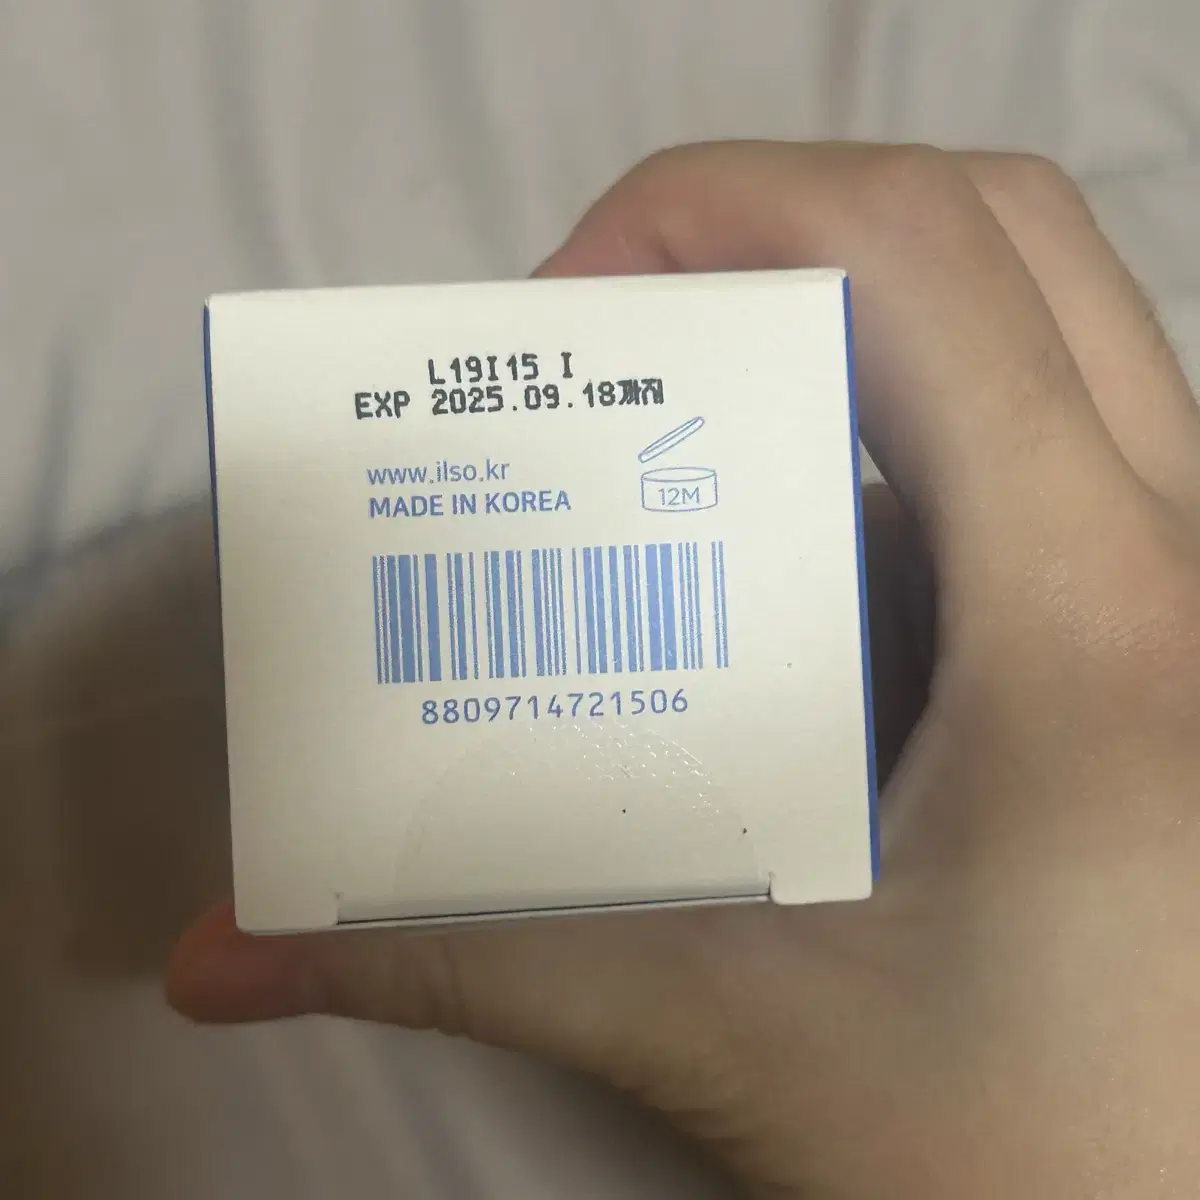 L19I15 I
EXP 2025.09.18까지
www.ilso.kr
MADE IN KOREA
12M
8809714721506